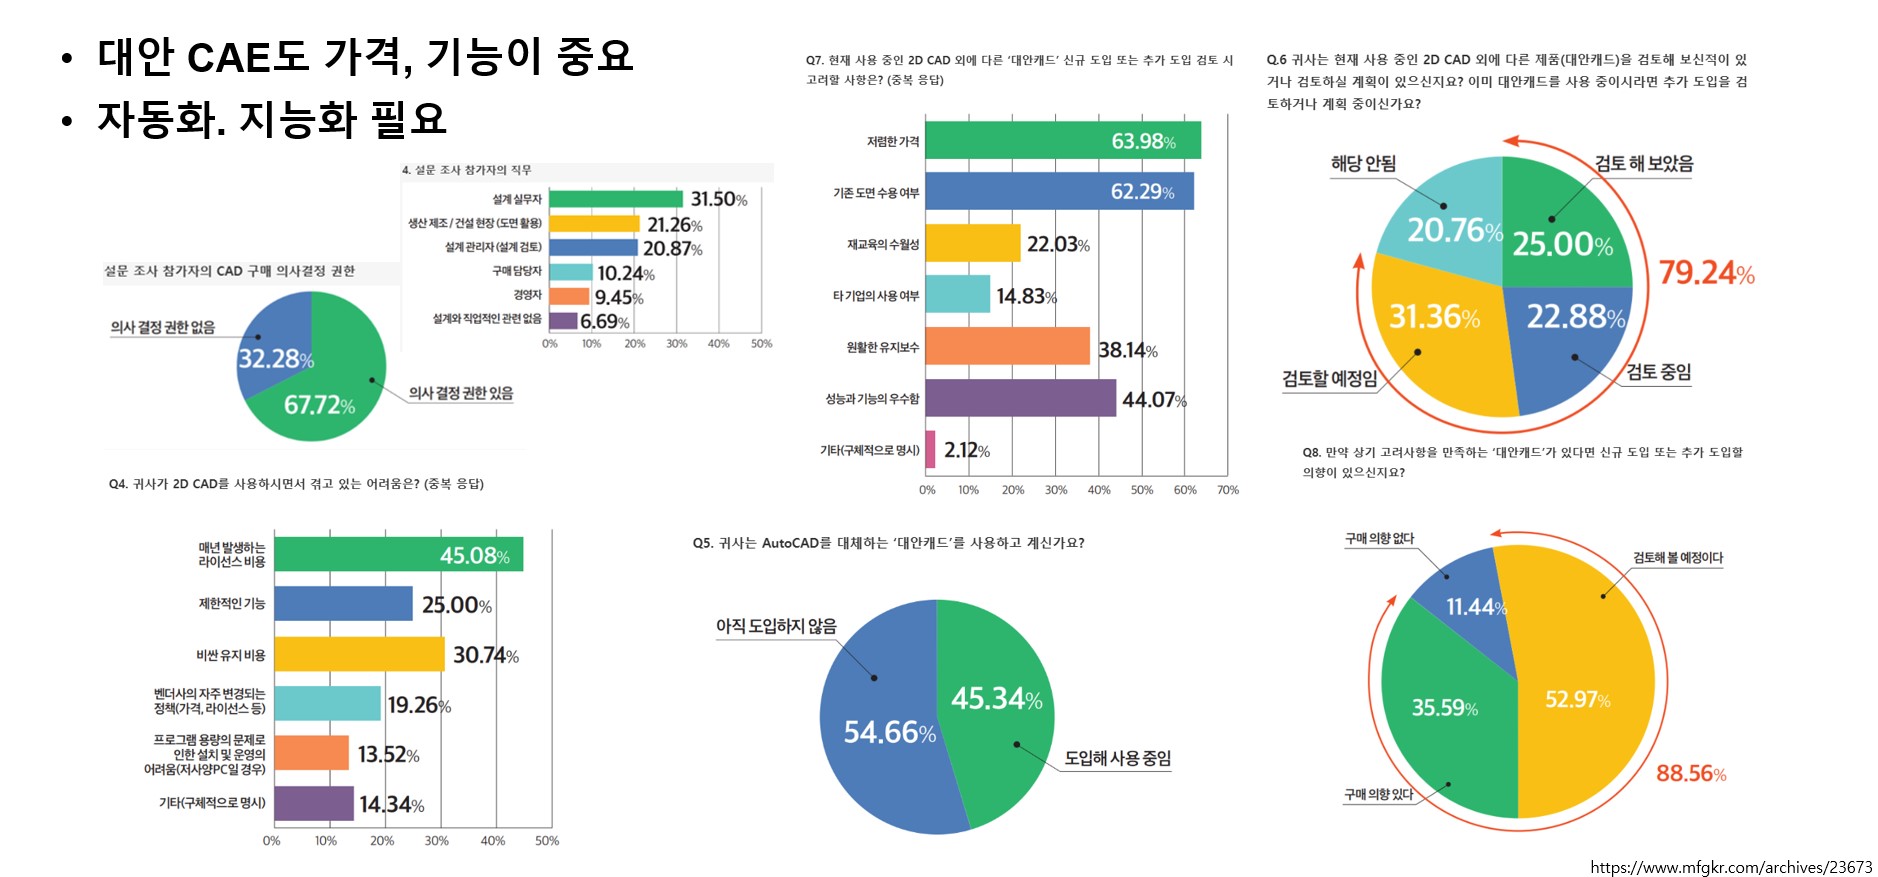 • 대안 CAE도 가격, 기능이 중요
• 자동화. 지능화 필요
4. 설문 조사 참가자의 직무
설계 실무자
31.50%
생산 제조 / 건설 현장 (도면 활용)
21.26%
설계 관리자 (설계 검토)
20.87%
구매 담당자
10.24%
경영자
9.45%
설계와 직업적인 관련 없음
6.69%
0% 10% 20% 30% 40% 50%
설문 조사 참가자의 CAD 구매 의사결정 권한
의사 결정 권한 없음
32.28%
67.72%
의사 결정 권한 있음
Q4. 귀사가 2D CAD를 사용하시면서 겪고 있는 어려움은? (중복 응답)
매년 발생하는
라이선스 비용
45.08%
제한적인 기능
25.00%
비싼 유지 비용
30.74%
벤더사의 자주 변경되는
정책(가격, 라이선스 등)
19.26%
프로그램 용량의 문제로
인한 설치 및 운영의
어려움(저사양PC일 경우)
13.52%
기타(구체적으로 명시)
14.34%
0% 10% 20% 30% 40% 50%
Q7. 현재 사용 중인 2D CAD 외에 다른 ‘대안캐드’ 신규 도입 또는 추가 도입 검토 시
고려할 사항은? (중복 응답)
저렴한 가격
63.98%
기존 도면 수용 여부
62.29%
재교육의 수월성
22.03%
타 기업의 사용 여부
14.83%
원활한 유지보수
38.14%
성능과 기능의 우수함
44.07%
기타(구체적으로 명시)
2.12%
0% 10% 20% 30% 40% 50% 60% 70%
Q5. 귀사는 AutoCAD를 대체하는 ‘대안캐드’를 사용하고 계신가요?
아직 도입하지 않음
45.34%
54.66%
도입해 사용 중임
Q.6 귀사는 현재 사용 중인 2D CAD 외에 다른 제품(대안캐드)을 검토해 보신적이 있
거나 검토하실 계획이 있으신지요? 이미 대안캐드를 사용 중이시라면 추가 도입을 검
토하거나 계획 중이신가요?
해당 안됨
검토 해 보았음
20.76%
25.00%
79.24%
31.36%
22.88%
검토할 예정임
검토 중임
Q8. 만약 상기 고려사항을 만족하는 ‘대안캐드’가 있다면 신규 도입 또는 추가 도입할
의향이 있으신지요?
구매 의향 없다
검토해 볼 예정이다
11.44%
52.97%
35.59%
88.56%
구매 의향 있다
https://www.mfgkr.com/archives/23673